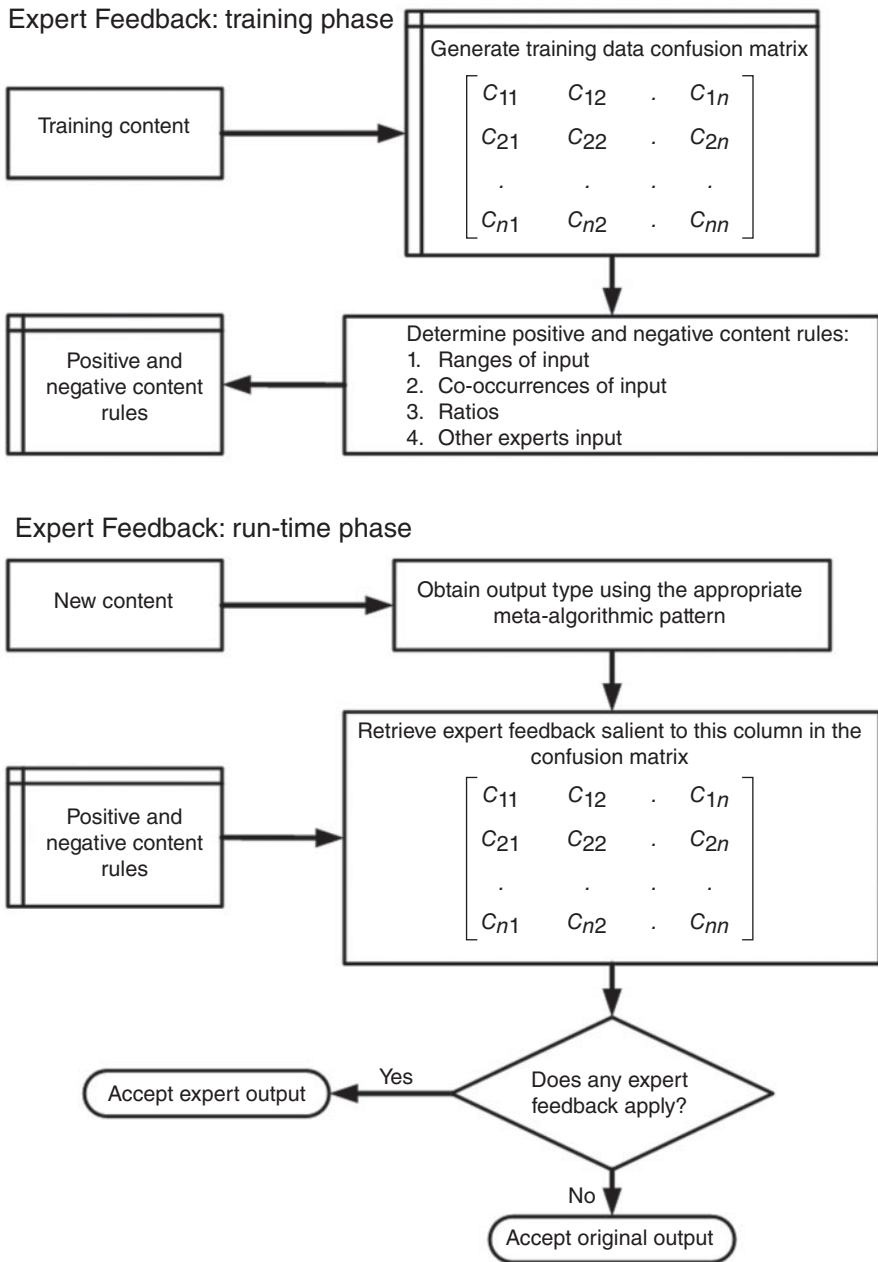 Expert Feedback: training phase
Training content
Generate training data confusion matrix
C11 C12 . C1n
C21 C22 . C2n
. . . .
Cn1 Cn2 . Cnn
Positive and
negative content
rules
Determine positive and negative content rules:
1. Ranges of input
2. Co-occurrences of input
3. Ratios
4. Other experts input
Expert Feedback: run-time phase
New content
Obtain output type using the appropriate
meta-algorithmic pattern
Positive and
negative content
rules
Retrieve expert feedback salient to this column in the
confusion matrix
C11 C12 . C1n
C21 C22 . C2n
. . . .
Cn1 Cn2 . Cnn
Does any expert
feedback apply?
Yes
Accept expert output
No
Accept original output